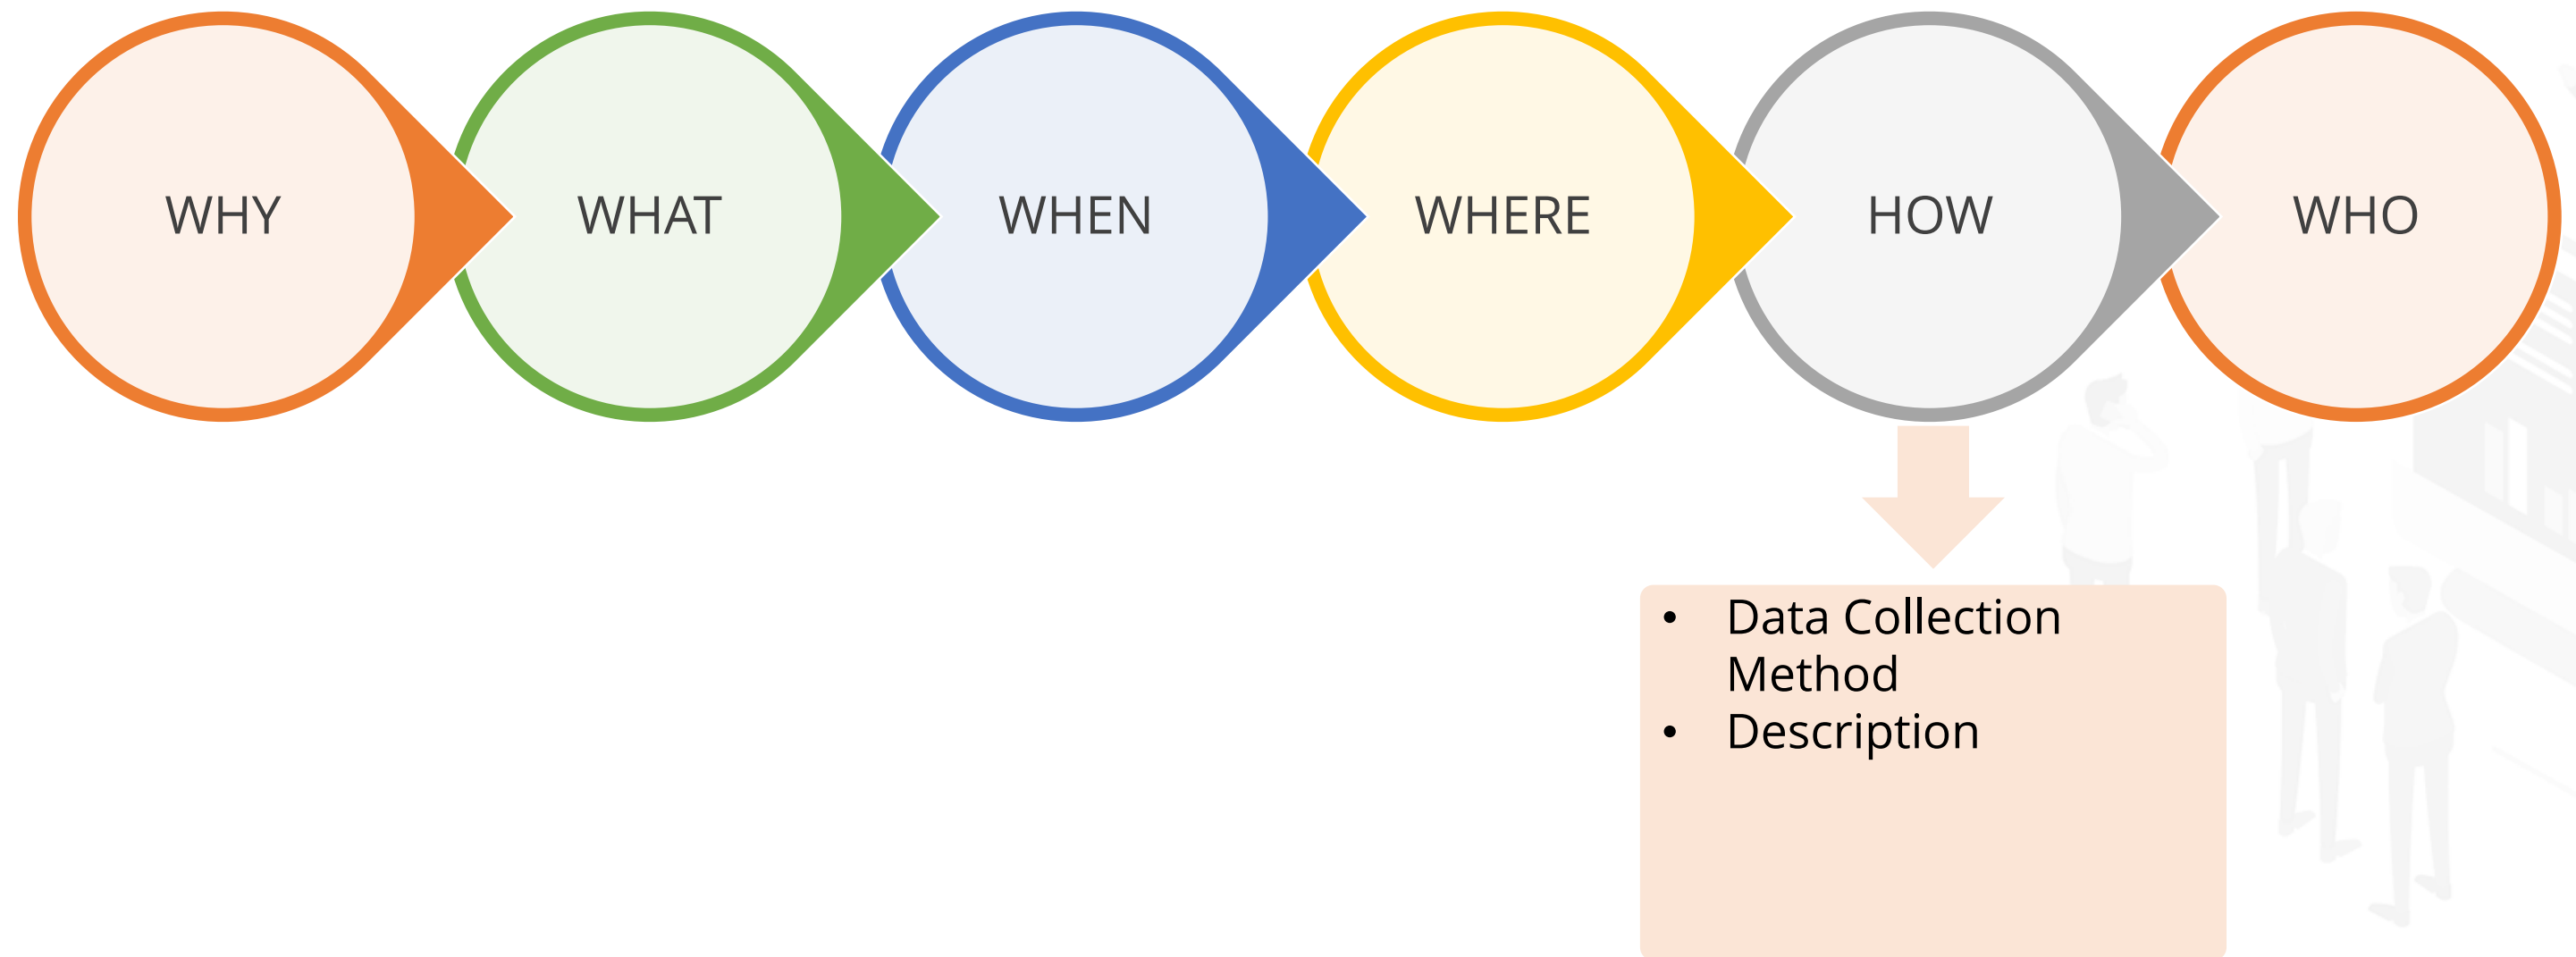 WHY
WHAT
WHEN
WHERE
HOW
WHO
• Data Collection
Method
• Description